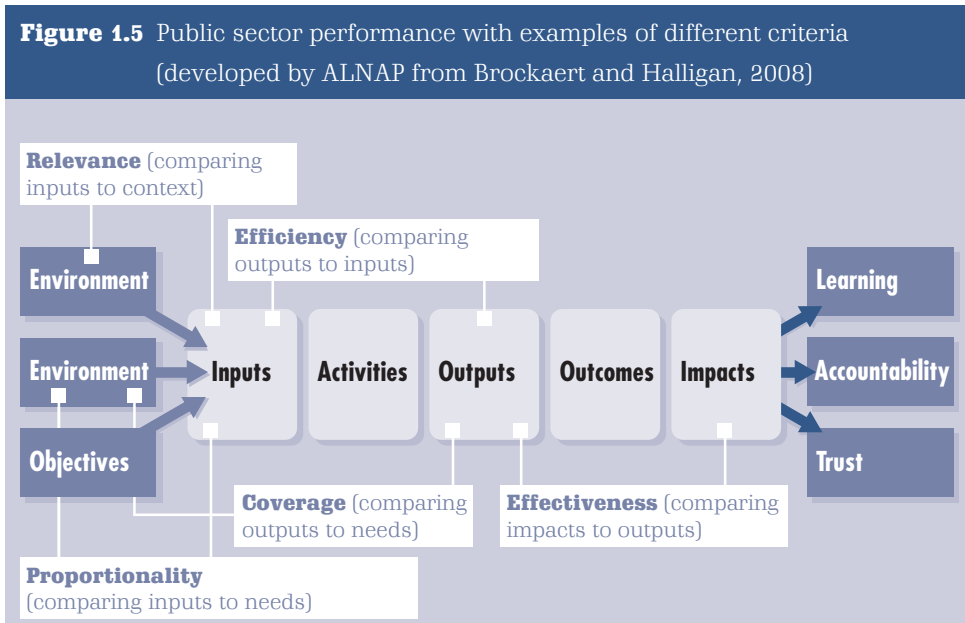 Figure 1.5 Public sector performance with examples of different criteria
(developed by ALNAP from Brockaert and Halligan, 2008)
Relevance (comparing
inputs to context)
Efficiency (comparing
outputs to inputs)
Environment
Environment
Objectives
Inputs
Activities
Outputs
Outcomes
Impacts
Learning
Accountability
Trust
Coverage (comparing
outputs to needs)
Effectiveness (comparing
impacts to outputs)
Proportionality
(comparing inputs to needs)